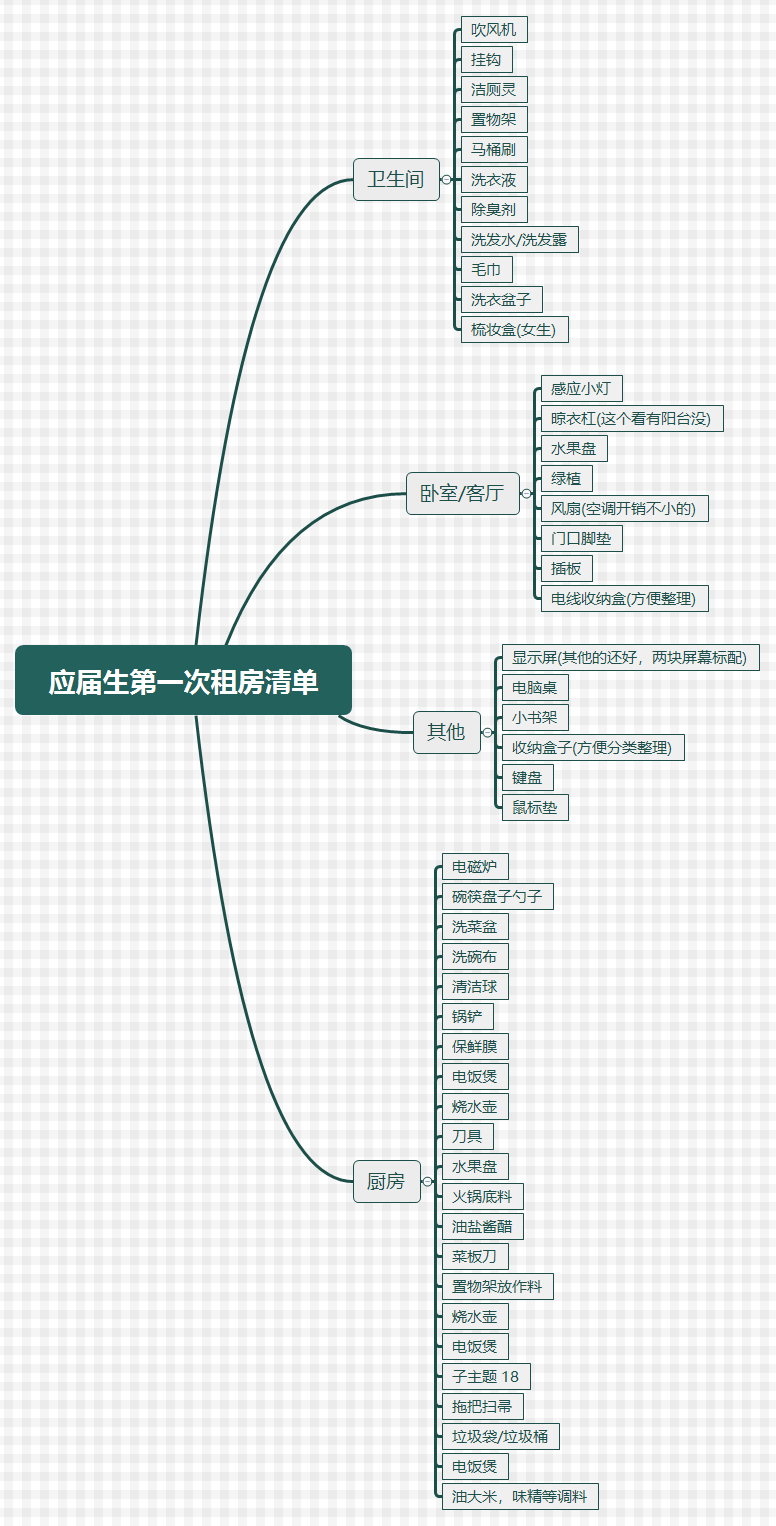 应届生第一次租房清单
卫生间
吹风机
挂钩
洁厕灵
置物架
马桶刷
洗衣液
除臭剂
洗发水/洗发露
毛巾
洗衣盆子
梳妆盒(女生)
卧室/客厅
感应小灯
晾衣杠(这个看有阳台没)
水果盘
绿植
风扇(空调开销不小的)
门口脚垫
插板
电线收纳盒(方便整理)
其他
显示屏(其他的还好，两块屏幕标配)
电脑桌
小书架
收纳盒子(方便分类整理)
键盘
鼠标垫
厨房
电磁炉
碗筷盘子勺子
洗菜盆
洗碗布
清洁球
锅铲
保鲜膜
电饭煲
烧水壶
刀具
水果盘
火锅底料
油盐酱醋
菜板刀
置物架放作料
烧水壶
电饭煲
子主题 18
拖把扫帚
垃圾袋/垃圾桶
电饭煲
油大米，味精等调料